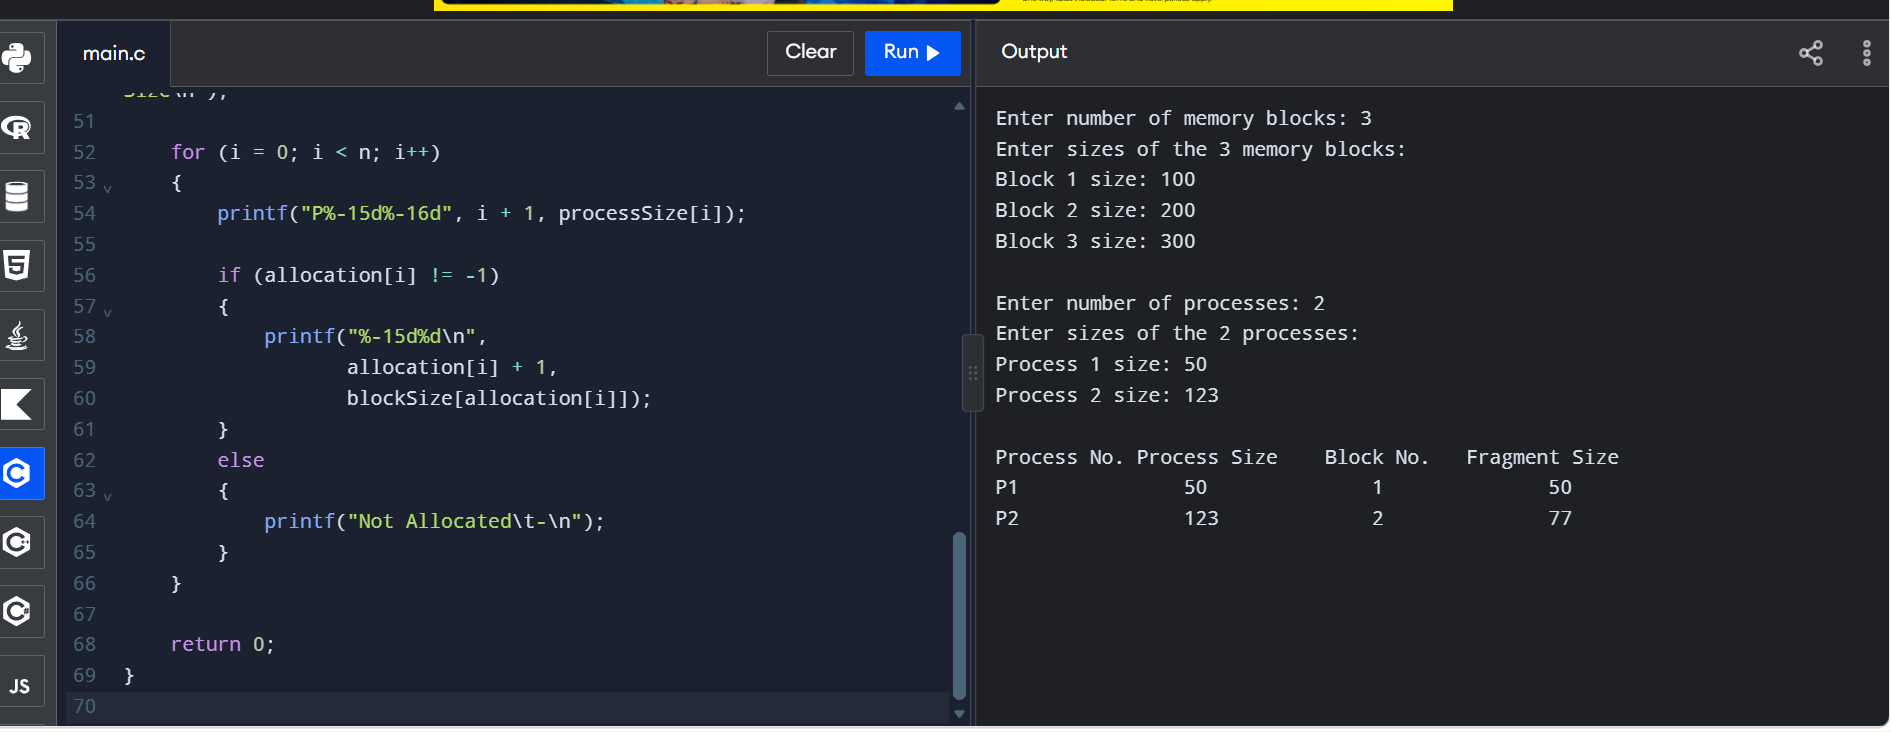 main.c
Clear
Run
Size\n");
51
52 for (i = 0; i < n; i++)
53 {
54 printf("P%-15d%-16d", i + 1, processSize[i]);
55
56 if (allocation[i] != -1)
57 {
58 printf("%-15d%d\n",
59 allocation[i] + 1,
60 blockSize[allocation[i]]);
61 }
62 else
63 {
64 printf("Not Allocated\t-\n");
65 }
66 }
67
68 return 0;
69 }
70
JS
Output
Enter number of memory blocks: 3
Enter sizes of the 3 memory blocks:
Block 1 size: 100
Block 2 size: 200
Block 3 size: 300
Enter number of processes: 2
Enter sizes of the 2 processes:
Process 1 size: 50
Process 2 size: 123
Process No. Process Size Block No. Fragment Size
P1 50 1 50
P2 123 2 77